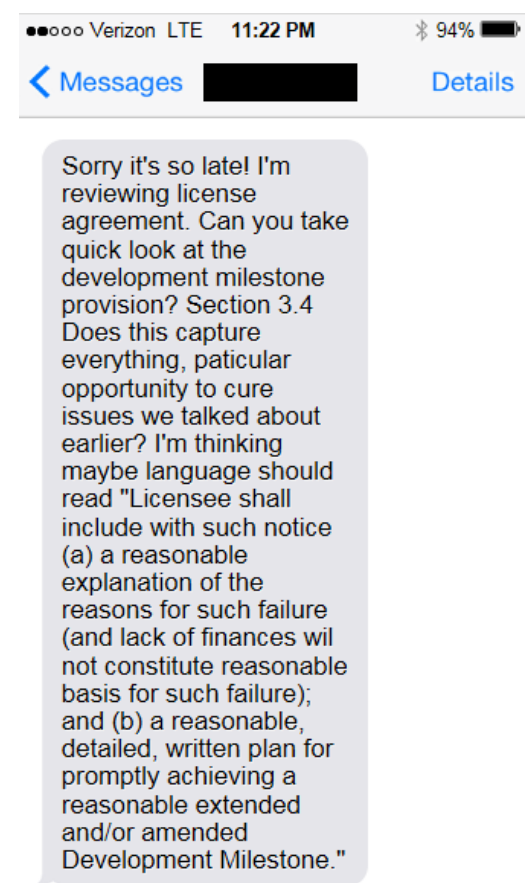 ●●○○○ Verizon LTE 11:22 PM 94%
Messages Details
Sorry it's so late! I'm
reviewing license
agreement. Can you take
quick look at the
development milestone
provision? Section 3.4
Does this capture
everything, paticular
opportunity to cure
issues we talked about
earlier? I'm thinking
maybe language should
read "Licensee shall
include with such notice
(a) a reasonable
explanation of the
reasons for such failure
(and lack of finances wil
not constitute reasonable
basis for such failure);
and (b) a reasonable,
detailed, written plan for
promptly achieving a
reasonable extended
and/or amended
Development Milestone."